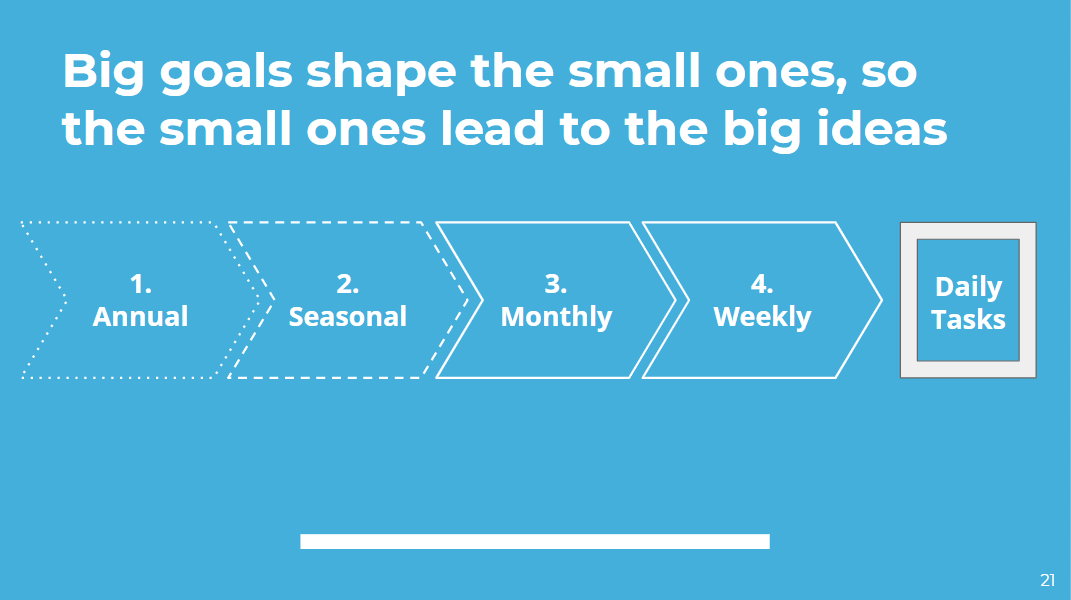 Big goals shape the small ones, so
the small ones lead to the big ideas
1.
Annual
2.
Seasonal
3.
Monthly
4.
Weekly
Daily
Tasks
21